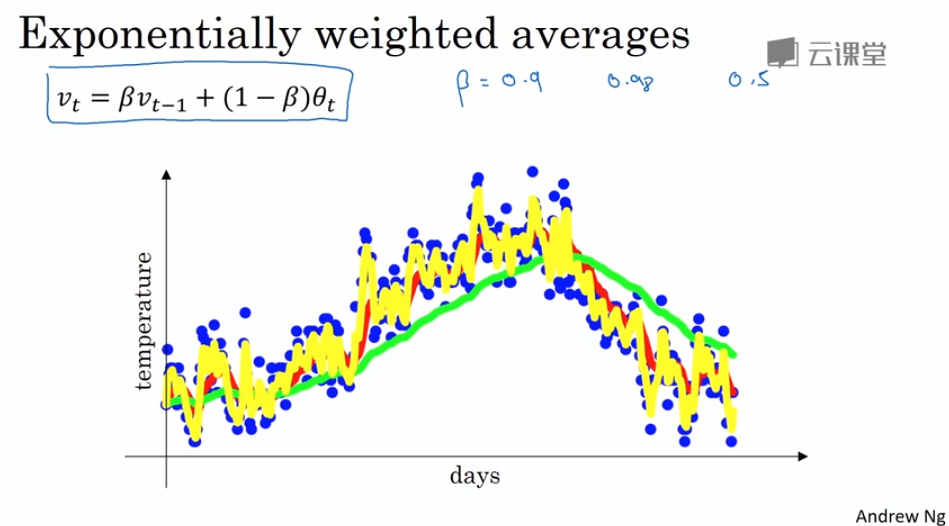 Exponentially weighted averages
云课堂
v_t = βv_{t−1} + (1 − β)θ_t
β = 0.9 0.98 0.5
temperature
days
Andrew Ng